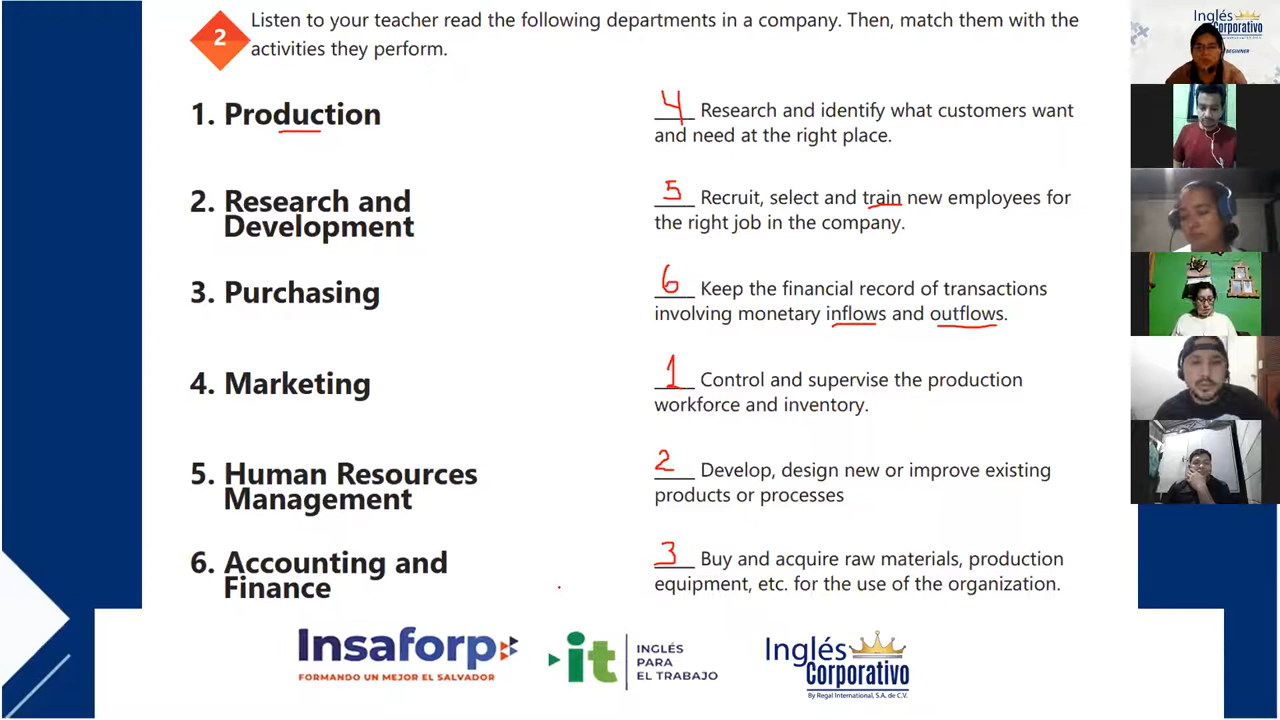 2
Listen to your teacher read the following departments in a company. Then, match them with the
activities they perform.
1. Production
4 Research and identify what customers want
and need at the right place.
2. Research and
Development
5 Recruit, select and train new employees for
the right job in the company.
3. Purchasing
6 Keep the financial record of transactions
involving monetary inflows and outflows.
4. Marketing
1 Control and supervise the production
workforce and inventory.
5. Human Resources
Management
2 Develop, design new or improve existing
products or processes
6. Accounting and
Finance
3 Buy and acquire raw materials, production
equipment, etc. for the use of the organization.
Insaforp
FORMANDO UN MEJOR EL SALVADOR
it
INGLÉS
PARA
EL TRABAJO
Inglés
Corporativo
By Regal International, S.A. de C.V.
Inglés
Corporativo
BEGINNER